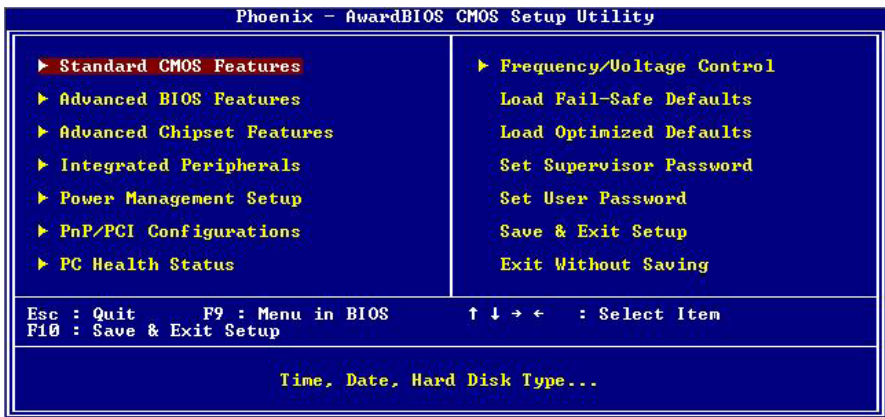 Phoenix - AwardBIOS CMOS Setup Utility
▶ Standard CMOS Features
▶ Advanced BIOS Features
▶ Advanced Chipset Features
▶ Integrated Peripherals
▶ Power Management Setup
▶ PnP/PCI Configurations
▶ PC Health Status
▶ Frequency/Voltage Control
Load Fail-Safe Defaults
Load Optimized Defaults
Set Supervisor Password
Set User Password
Save & Exit Setup
Exit Without Saving
Esc : Quit F9 : Menu in BIOS ↑ ↓ → ← : Select Item
F10 : Save & Exit Setup
Time, Date, Hard Disk Type...